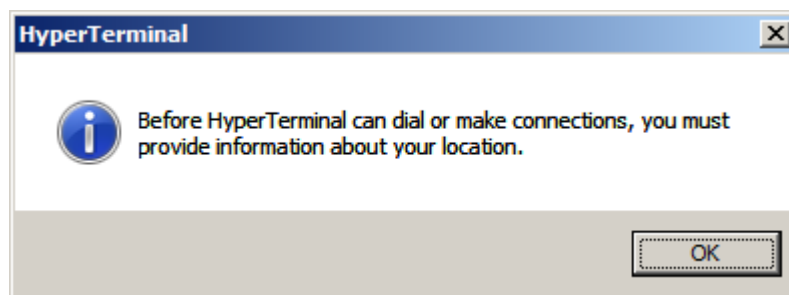 HyperTerminal
Before HyperTerminal can dial or make connections, you must
provide information about your location.
OK